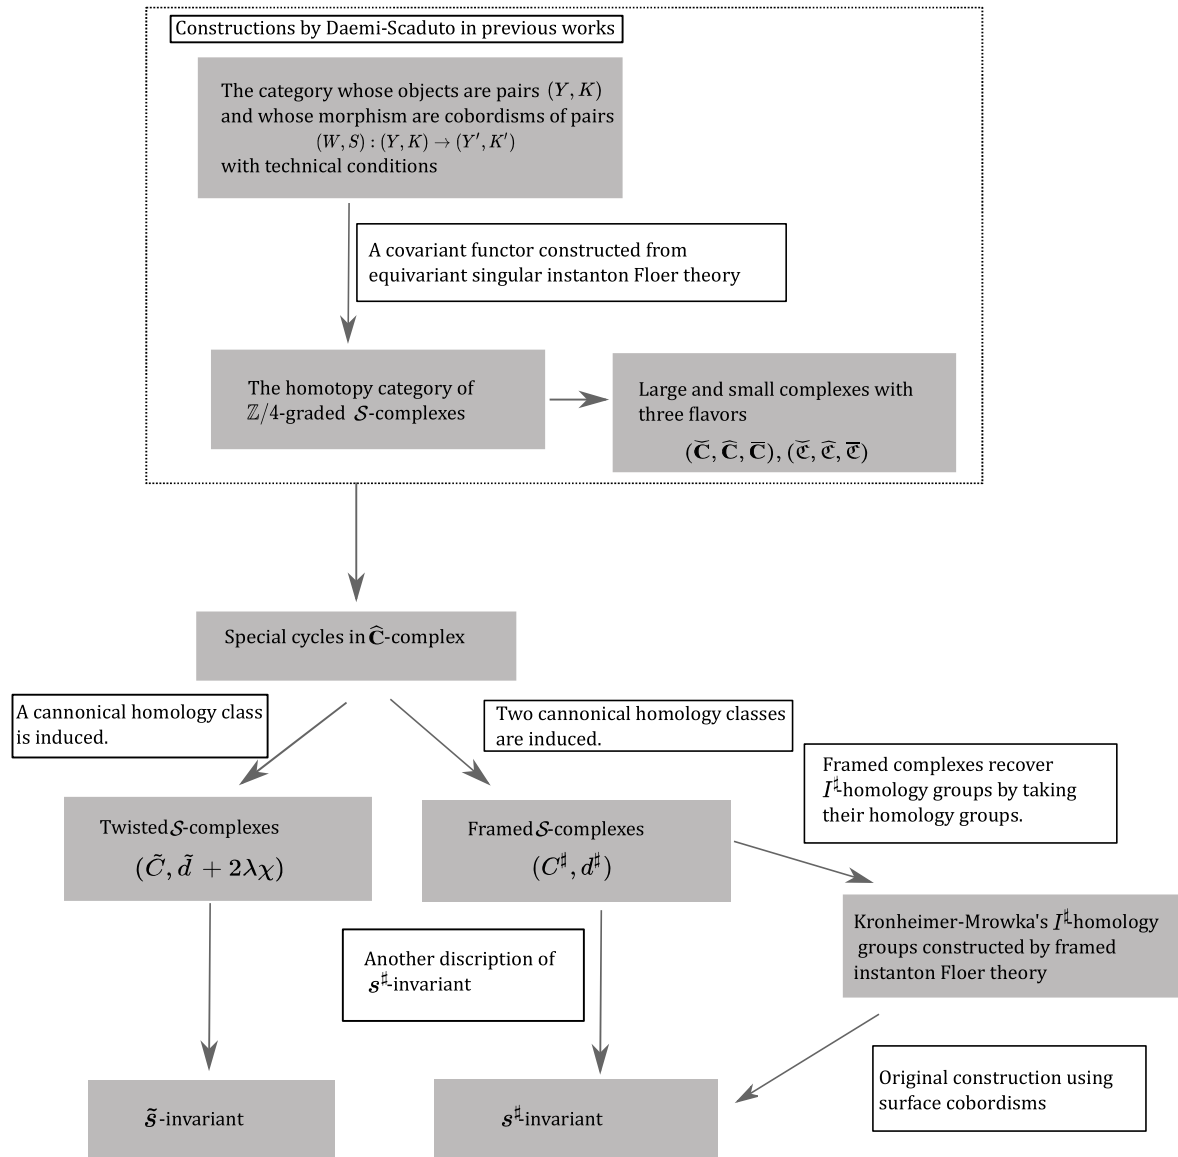 Constructions by Daemi-Scaduto in previous works
The category whose objects are pairs (Y, K)
and whose morphism are cobordisms of pairs
(W, S) : (Y, K) → (Y′, K′)
with technical conditions
A covariant functor constructed from
equivariant singular instanton Floer theory
The homotopy category of
ℤ/4-graded 𝒮-complexes
Large and small complexes with
three flavors
(C̆, Ĉ, C̅), (ℭ̆, ℭ̂, ℭ̅)
Special cycles in Ĉ-complex
A cannonical homology class
is induced.
Two cannonical homology classes
are induced.
Framed complexes recover
I♮-homology groups by taking
their homology groups.
Twisted 𝒮-complexes
(C̃, d̃ + 2λχ)
Framed 𝒮-complexes
(C♯, d♯)
Kronheimer-Mrowka's I♯-homology
groups constructed by framed
instanton Floer theory
Another discription of
s♯-invariant
Original construction using
surface cobordisms
s̃-invariant
s♯-invariant